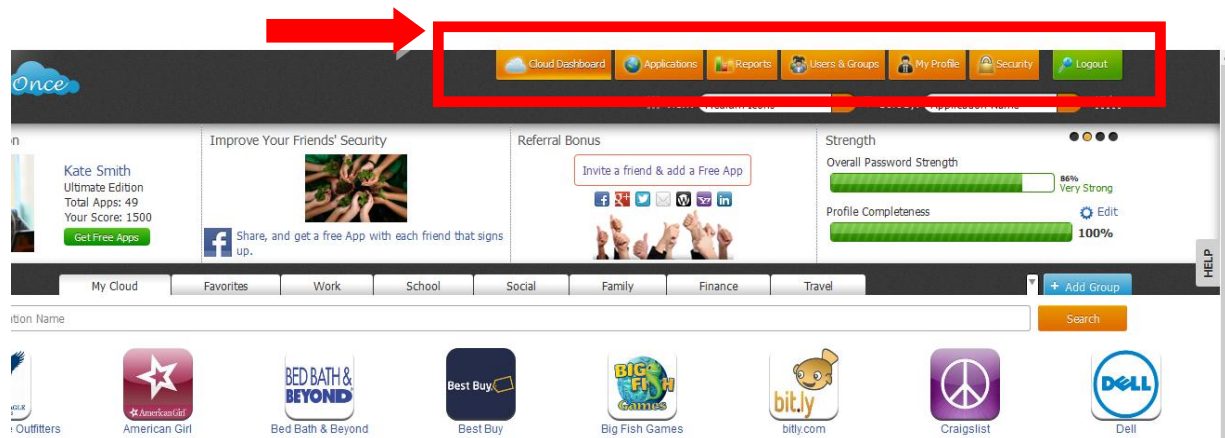 Once
Cloud Dashboard
Applications
Reports
Users & Groups
My Profile
Security
Logout
Improve Your Friends' Security
Share, and get a free App with each friend that signs
up.
Kate Smith
Ultimate Edition
Total Apps: 49
Your Score: 1500
Get Free Apps
Referral Bonus
Invite a friend & add a Free App
Strength
Overall Password Strength
86%
Very Strong
Profile Completeness
Edit
100%
HELP
My Cloud
Favorites
Work
School
Social
Family
Finance
Travel
+ Add Group
Name
Search
Outfitters
American Girl
American Girl
BED BATH &
BEYOND
Bed Bath & Beyond
Best Buy
Best Buy
BIG
FISH
Games
Big Fish Games
bit.ly
bitly.com
Craigslist
DELL
Dell